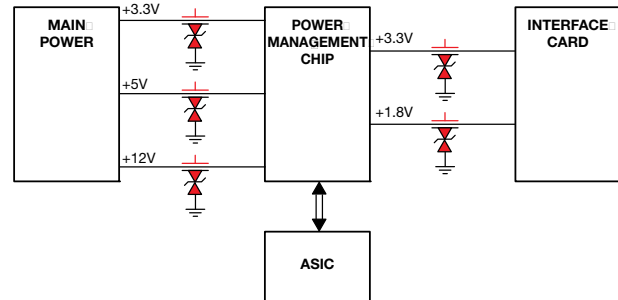 MAIN
POWER
+3.3V
+5V
+12V
POWER
MANAGEMENT
CHIP
+3.3V
+1.8V
INTERFACE
CARD
ASIC